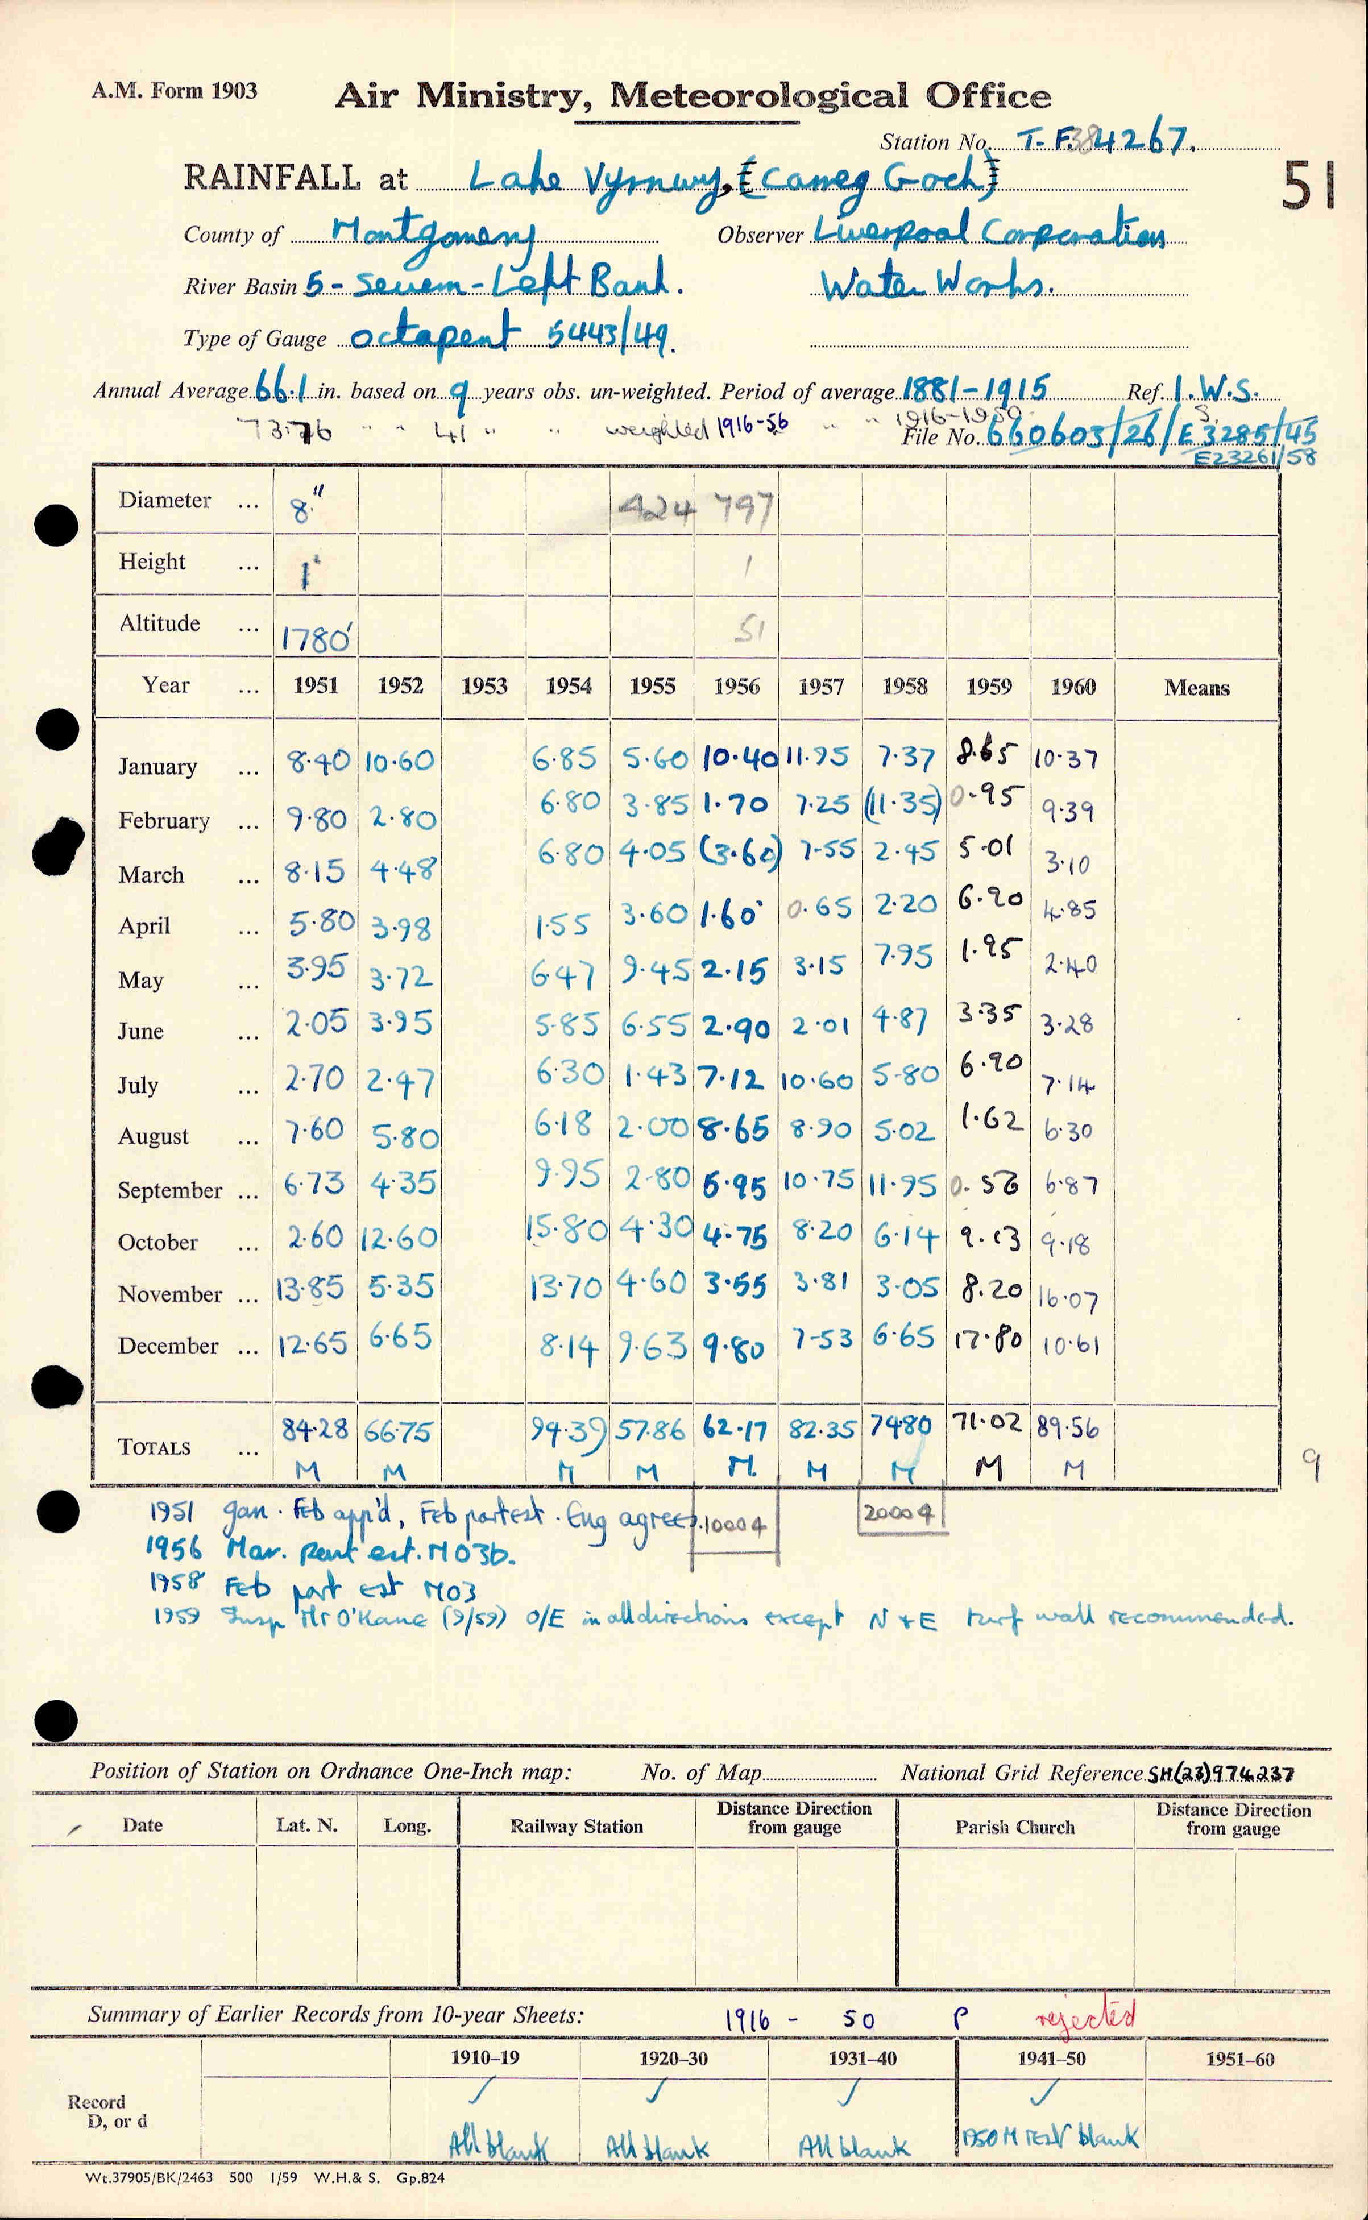 A.M. Form 1903
Air Ministry, Meteorological Office
Station No. T.F.384267.
51
RAINFALL at Lake Vyrnwy, (Carreg Goch)
County of Montgomery Observer Liverpool Corporation
River Basin 5 - Severn - Left Bank. Water Works.
Type of Gauge octapent 5443/49.
Annual Average 66.1 in. based on 9 years obs. un-weighted. Period of average 1881-1915 Ref. I.W.S.
73.76 " " 41 " " weighted 1916-56 " " 1916-1950
File No. 660603/26/E S. 3285/45
E23261/58
Diameter ... 8" 424 797
Height ... 1' 1
Altitude ... 1780' 51
Year ... 1951 1952 1953 1954 1955 1956 1957 1958 1959 1960 Means
January ... 8.40 10.60 6.85 5.60 10.40 11.95 7.37 8.65 10.37
February ... 9.80 2.80 6.80 3.85 1.70 7.25 (11.35) 0.95 9.39
March ... 8.15 4.48 6.80 4.05 (3.60) 7.55 2.45 5.01 3.10
April ... 5.80 3.98 1.55 3.60 1.60 0.65 2.20 6.90 4.85
May ... 3.95 3.72 6.47 9.45 2.15 3.15 7.95 1.95 2.40
June ... 2.05 3.95 5.85 6.55 2.90 2.01 4.87 3.35 3.28
July ... 2.70 2.47 6.30 1.43 7.12 10.60 5.80 6.90 7.14
August ... 7.60 5.80 6.18 2.00 8.65 8.90 5.02 1.62 6.30
September ... 6.73 4.35 9.95 2.80 5.95 10.75 11.95 0.56 6.87
October ... 2.60 12.60 15.80 4.30 4.75 8.20 6.14 9.13 9.18
November ... 13.85 5.35 13.70 4.60 3.55 3.81 3.05 8.20 16.07
December ... 12.65 6.65 8.14 9.63 9.80 7.53 6.65 17.80 10.61
TOTALS ... 84.28 66.75 94.39 57.86 62.17 82.35 74.80 71.02 89.56
M M M M M. M M M M 9
1951 Jan. Feb app'd, Feb part est. Eng agrees. 10004 20004
1956 Mar. part est. MO3b.
1958 Feb part est MO3
1959 Insp Mr O'Kane (9/59) O/E in all directions except N + E turf wall recommended.
Position of Station on Ordnance One-Inch map: No. of Map National Grid Reference SH(23)974237
Date Lat. N. Long. Railway Station Distance Direction from gauge Parish Church Distance Direction from gauge
Summary of Earlier Records from 10-year Sheets: 1916 - 50 P rejected
1910–19 1920–30 1931–40 1941–50 1951–60
Record ✓ ✓ ✓ ✓
D, or d All blank All blank All blank 1950 M rest blank
Wt.37905/BK/2463 500 1/59 W.H.& S. Gp.824